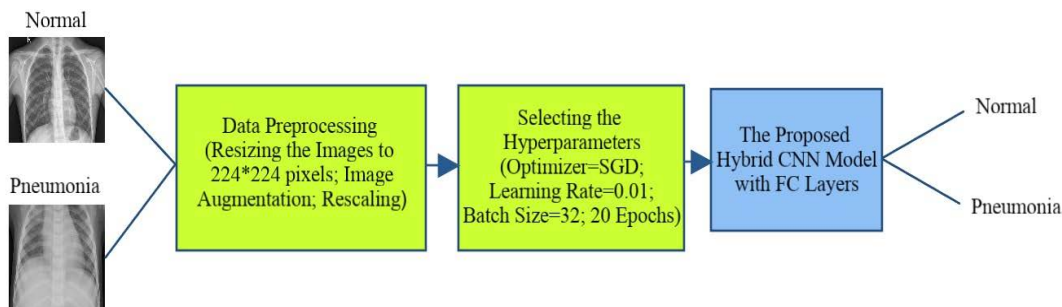 Normal
Pneumonia
Data Preprocessing
(Resizing the Images to
224*224 pixels; Image
Augmentation; Rescaling)
Selecting the
Hyperparameters
(Optimizer=SGD;
Learning Rate=0.01;
Batch Size=32; 20 Epochs)
The Proposed
Hybrid CNN Model
with FC Layers
Normal
Pneumonia